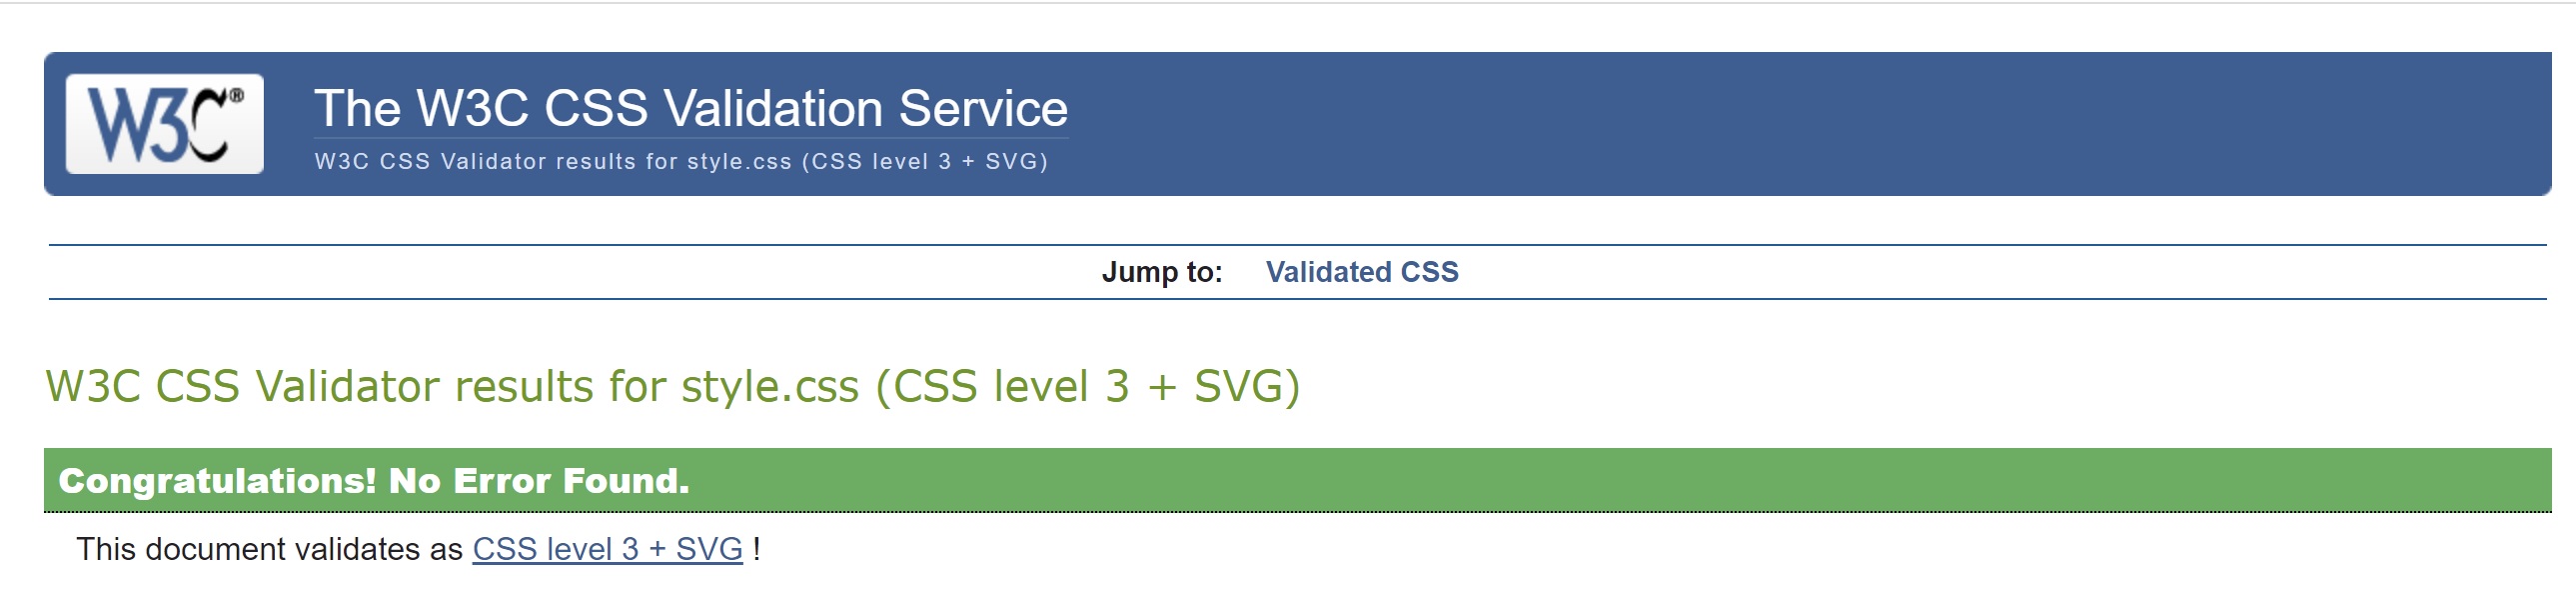 W3C®
The W3C CSS Validation Service
W3C CSS Validator results for style.css (CSS level 3 + SVG)
Jump to: Validated CSS
W3C CSS Validator results for style.css (CSS level 3 + SVG)
Congratulations! No Error Found.
This document validates as CSS level 3 + SVG !